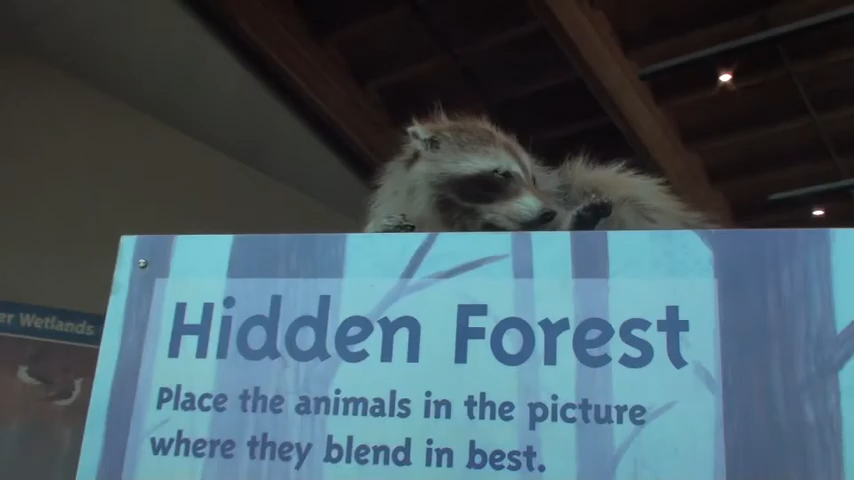 Hidden Forest
Place the animals in the picture
where they blend in best.
Wetlands